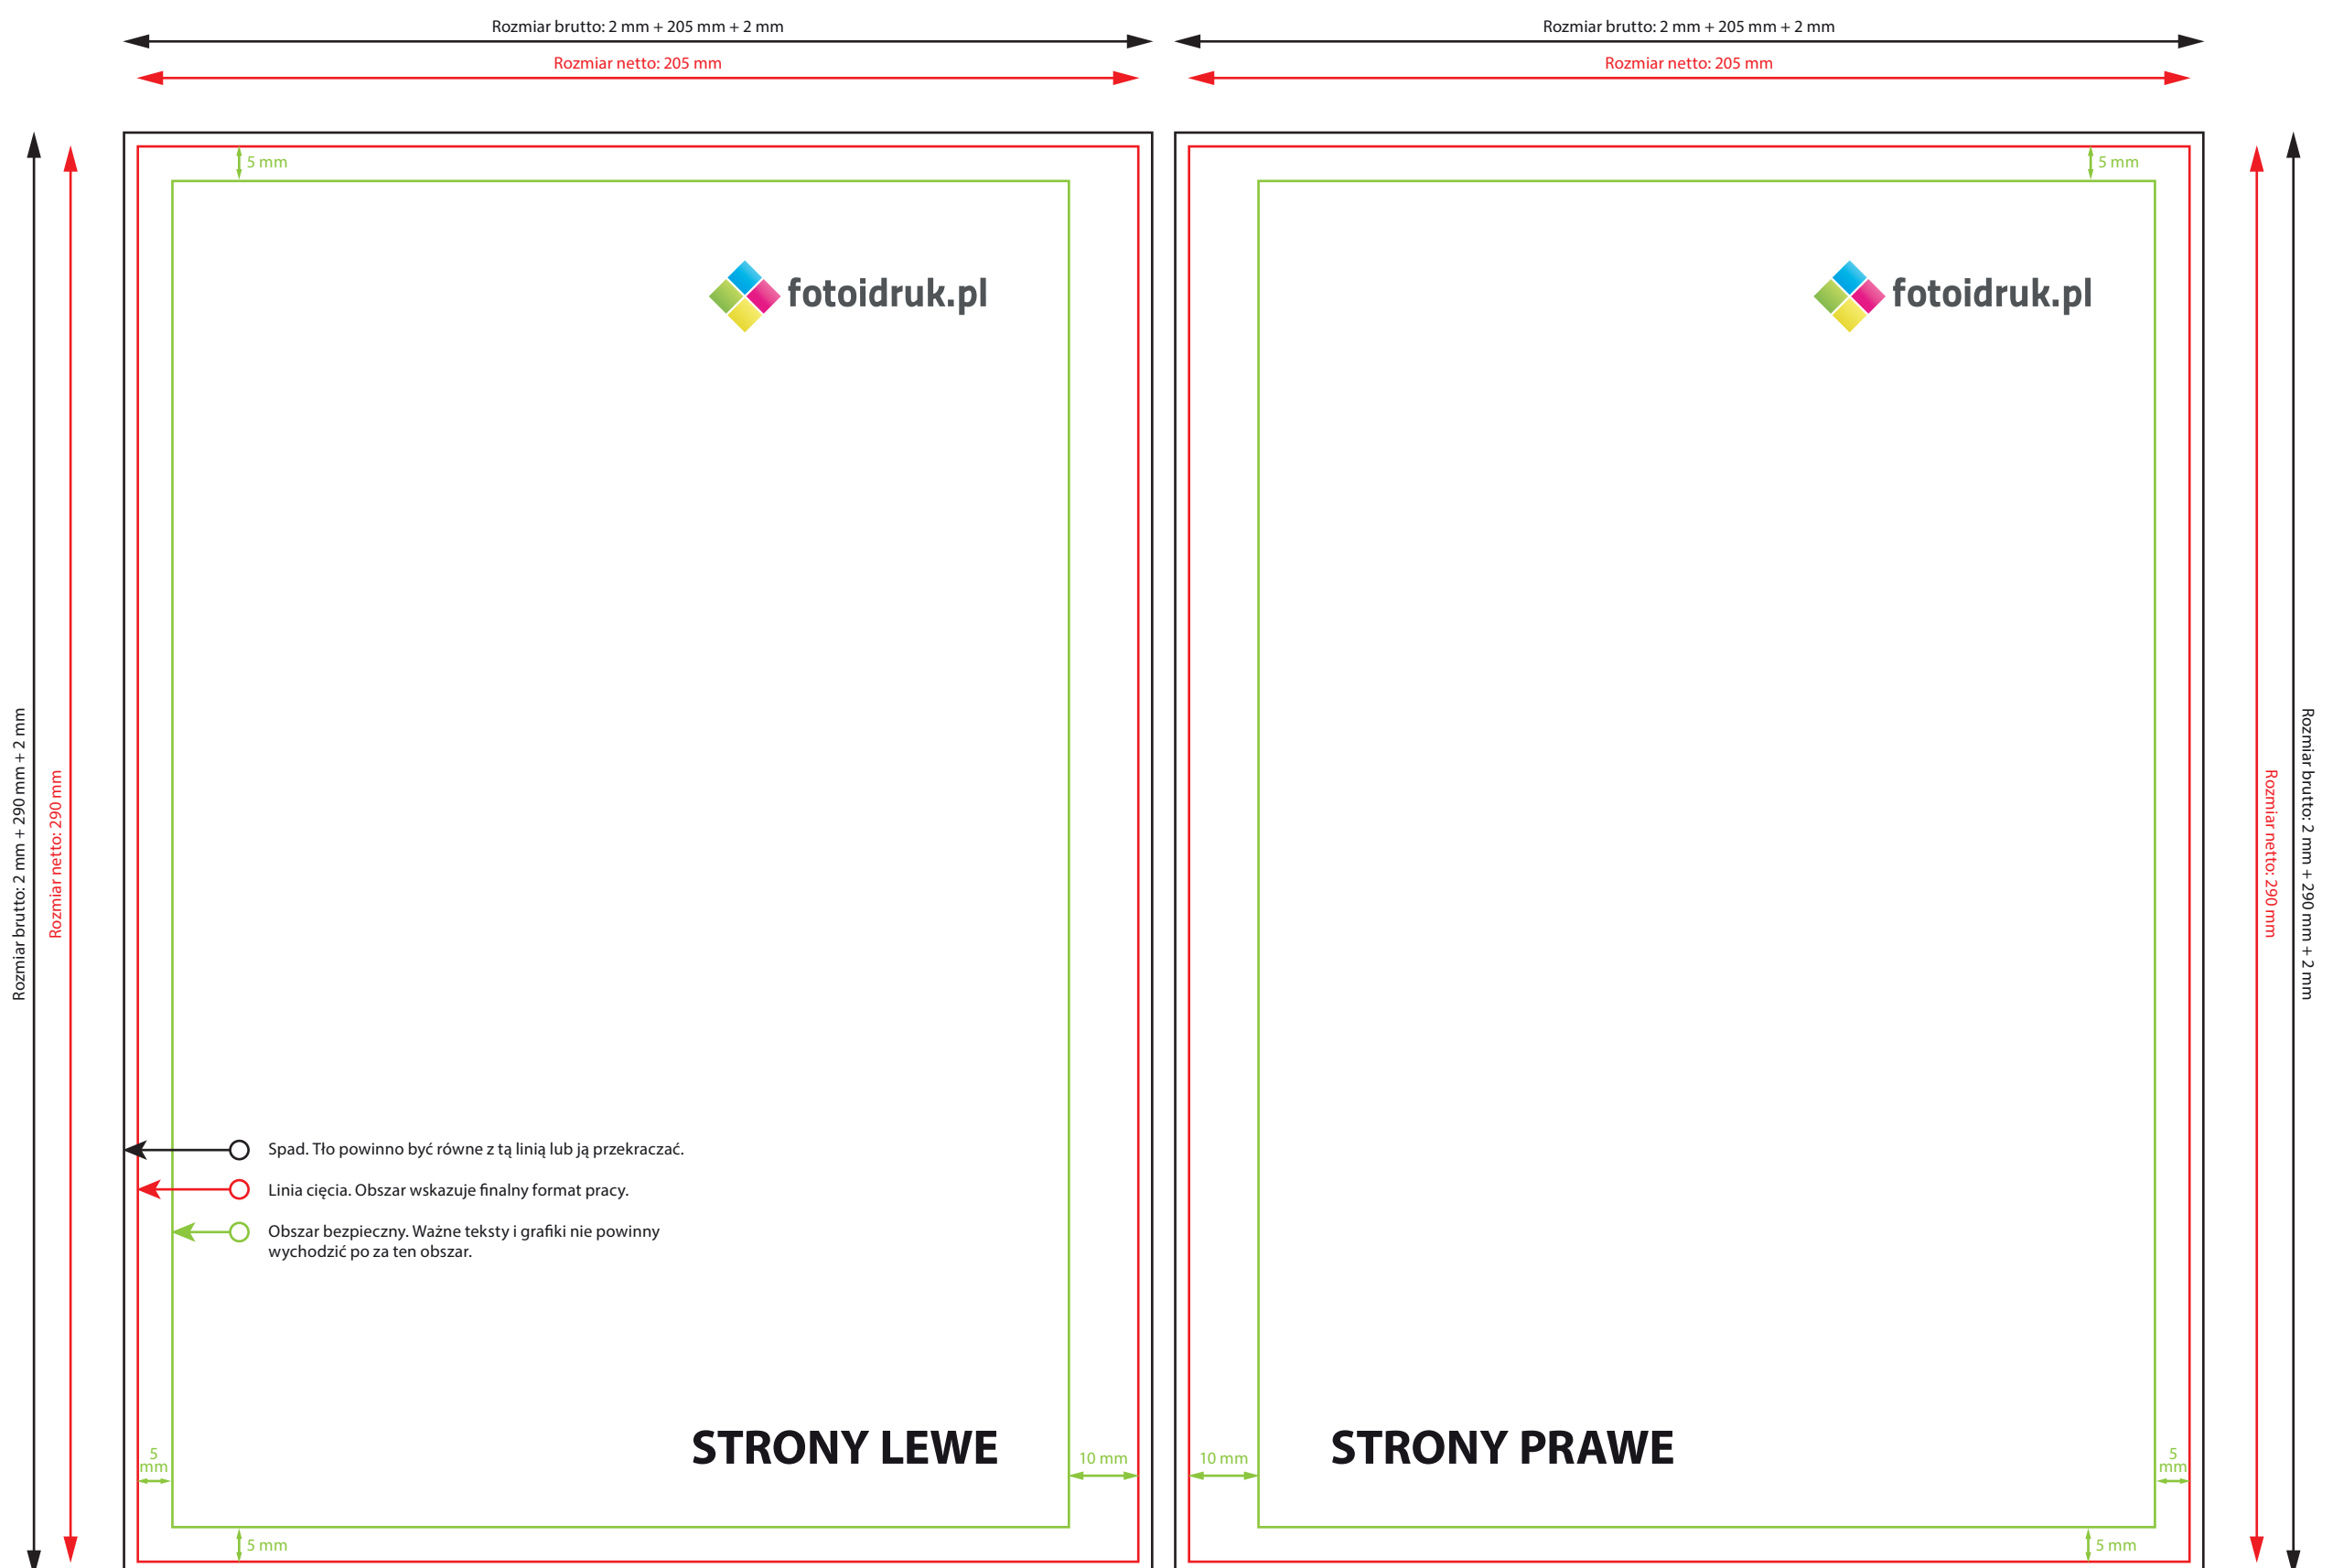 Rozmiar brutto: 2 mm + 205 mm + 2 mm
Rozmiar brutto: 2 mm + 205 mm + 2 mm
Rozmiar netto: 205 mm
Rozmiar netto: 205 mm
5 mm
5 mm
fotoidruk.pl
fotoidruk.pl
Rozmiar brutto: 2 mm + 290 mm + 2 mm
Rozmiar netto: 290 mm
Rozmiar netto: 290 mm
Rozmiar brutto: 2 mm + 290 mm + 2 mm
Spad. Tło powinno być równe z tą linią lub ją przekraczać.
Linia cięcia. Obszar wskazuje finalny format pracy.
Obszar bezpieczny. Ważne teksty i grafiki nie powinny
wychodzić po za ten obszar.
STRONY LEWE
STRONY PRAWE
5
mm
10 mm
10 mm
5
mm
5 mm
5 mm